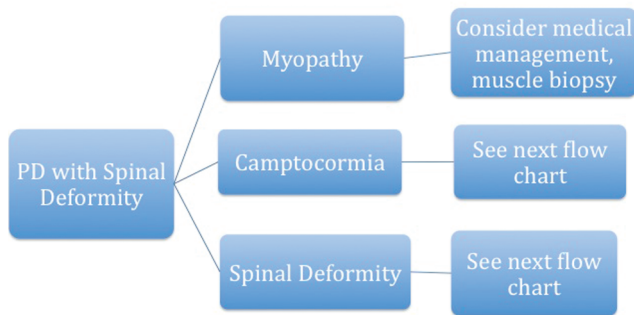 PD with Spinal
Deformity
Myopathy
Consider medical
management,
muscle biopsy
Camptocormia
See next flow
chart
Spinal Deformity
See next flow
chart